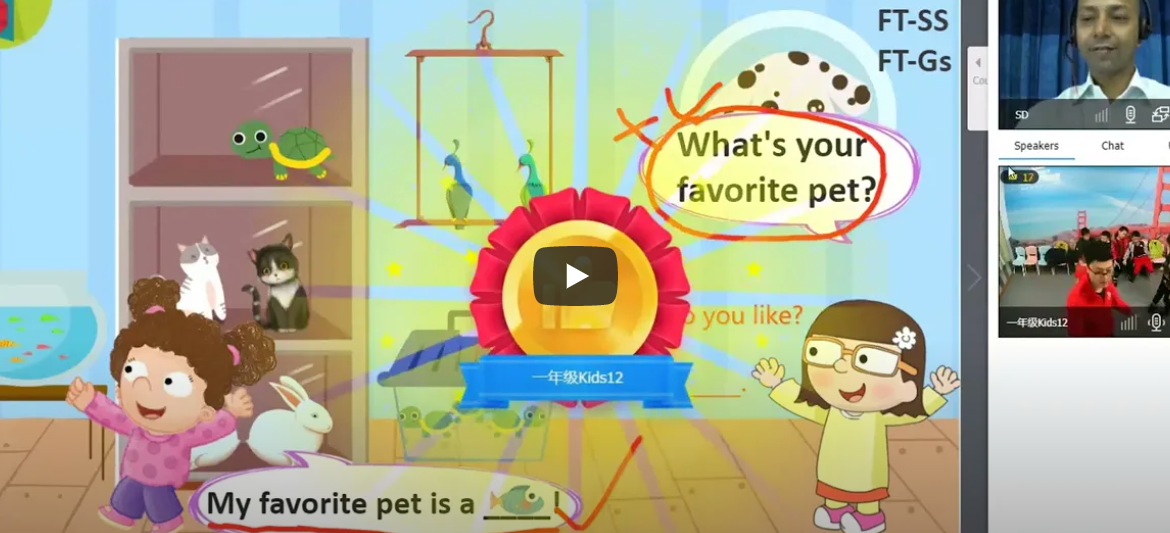 FT-SS
FT-Gs
What's your
favorite pet?
you like?
一年级Kids12
My favorite pet is a ____!
SD
Speakers
Chat
17
一年级Kids12